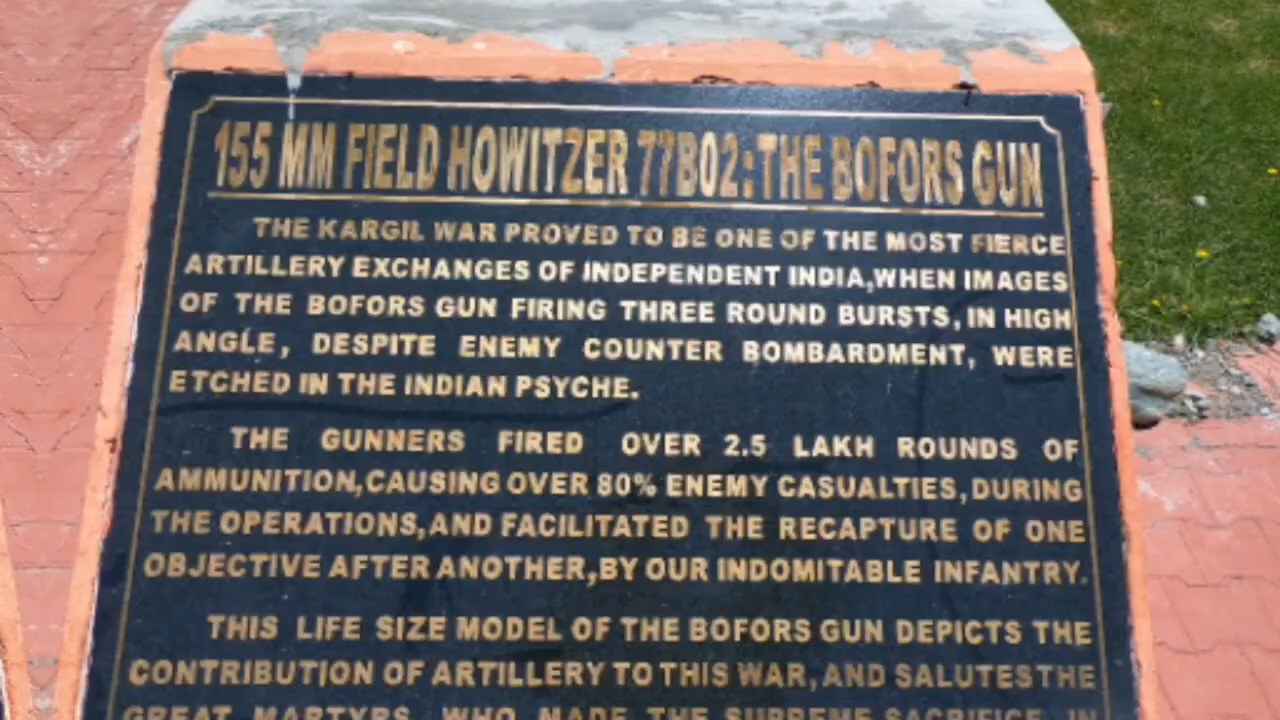 155 MM FIELD HOWITZER 77B02:THE BOFORS GUN
THE KARGIL WAR PROVED TO BE ONE OF THE MOST FIERCE
ARTILLERY EXCHANGES OF INDEPENDENT INDIA,WHEN IMAGES
OF THE BOFORS GUN FIRING THREE ROUND BURSTS, IN HIGH
ANGLE, DESPITE ENEMY COUNTER BOMBARDMENT, WERE
ETCHED IN THE INDIAN PSYCHE.
THE GUNNERS FIRED OVER 2.5 LAKH ROUNDS OF
AMMUNITION,CAUSING OVER 80% ENEMY CASUALTIES, DURING
THE OPERATIONS,AND FACILITATED THE RECAPTURE OF ONE
OBJECTIVE AFTER ANOTHER,BY OUR INDOMITABLE INFANTRY.
THIS LIFE SIZE MODEL OF THE BOFORS GUN DEPICTS THE
CONTRIBUTION OF ARTILLERY TO THIS WAR, AND SALUTES THE
GREAT MARTYRS, WHO MADE THE SUPREME SACRIFICE IN